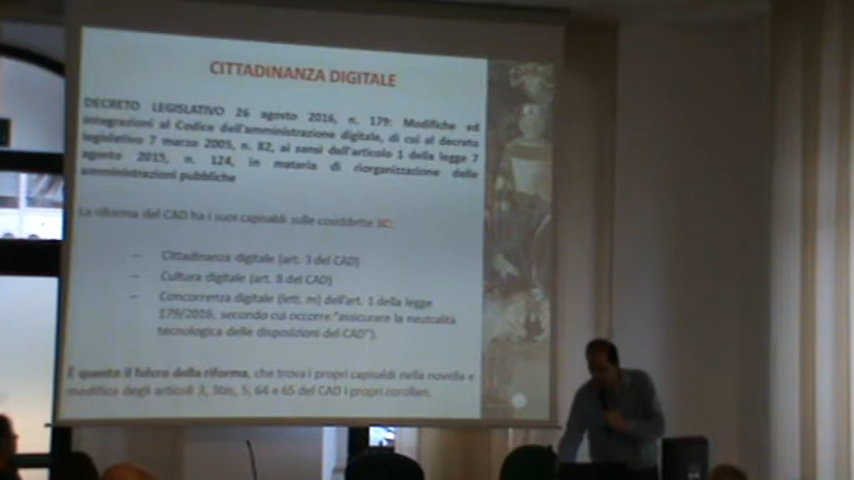 CITTADINANZA DIGITALE
DECRETO LEGISLATIVO 26 agosto 2016, n. 179: Modifiche ed
integrazioni al Codice dell'amministrazione digitale, di cui al decreto
legislativo 7 marzo 2005, n. 82, ai sensi dell'articolo 1 della legge 7
agosto 2015, n. 124, in materia di riorganizzazione delle
amministrazioni pubbliche
La riforma del CAD ha i suoi capisaldi sulle cosiddette 3C:
– Cittadinanza digitale (art. 3 del CAD)
– Cultura digitale (art. 8 del CAD)
– Concorrenza digitale (lett. m) dell'art. 1 della legge
179/2016, secondo cui occorre "assicurare la neutralità
tecnologica delle disposizioni del CAD").
È questo il fulcro della riforma, che trova i propri capisaldi nella novella e
modifica degli articoli 3, 3bis, 5, 64 e 65 del CAD i propri corollari.